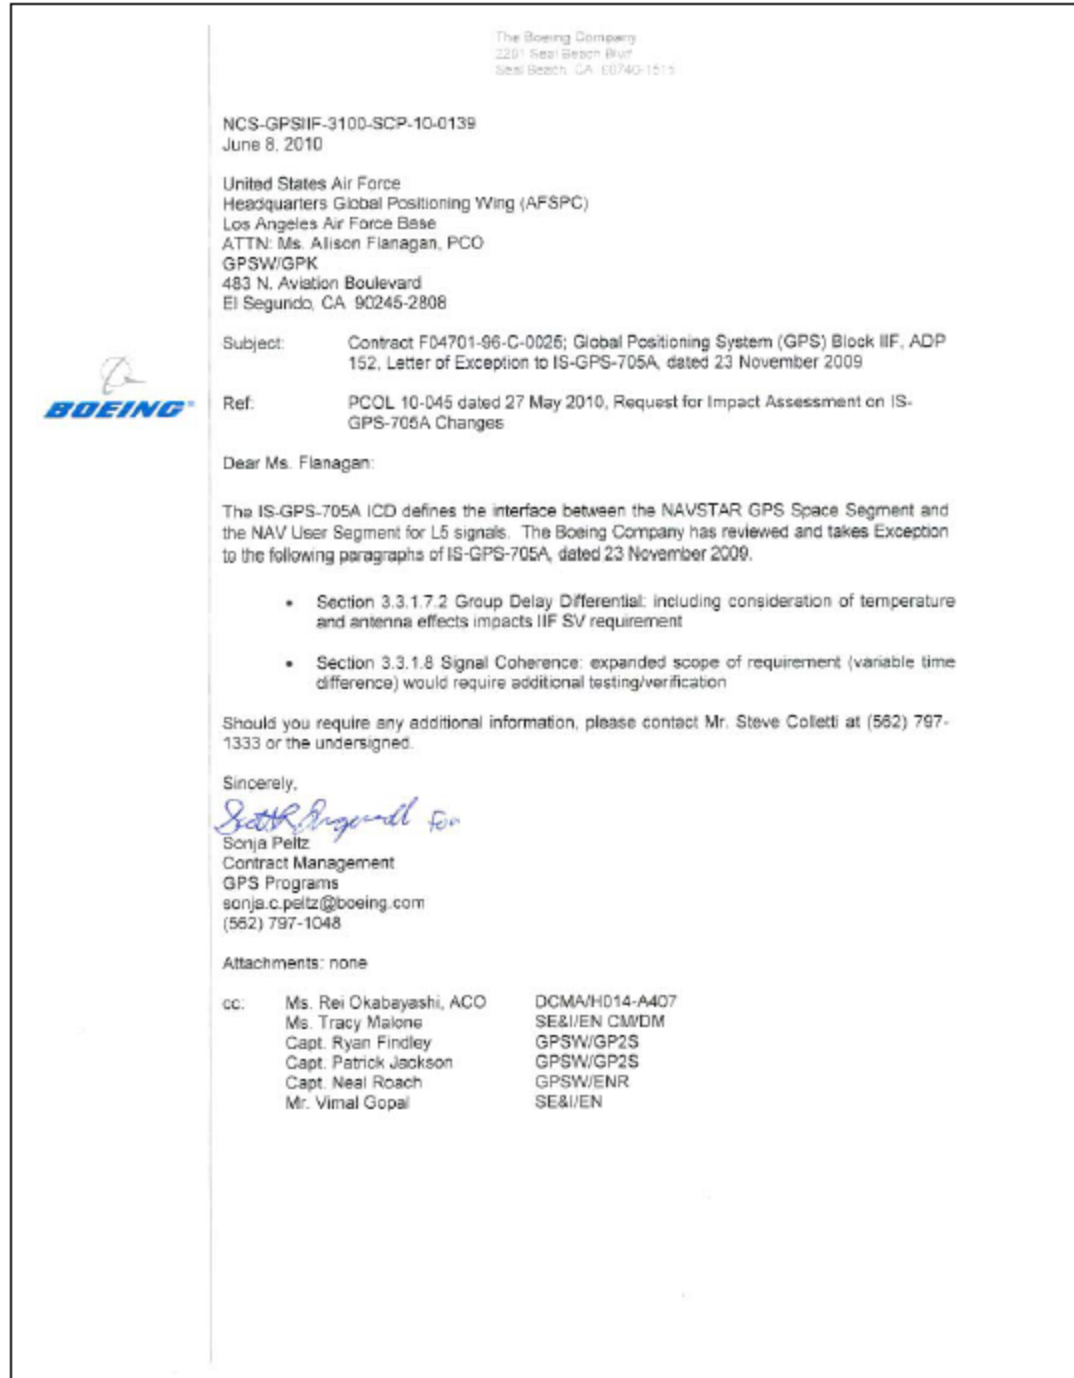 The Boeing Company
2201 Seal Beach Blvd
Seal Beach, CA 90740-1515
NCS-GPSIIF-3100-SCP-10-0139
June 8, 2010
United States Air Force
Headquarters Global Positioning Wing (AFSPC)
Los Angeles Air Force Base
ATTN: Ms. Allison Flanagan, PCO
GPSW/GPK
483 N. Aviation Boulevard
El Segundo, CA 90245-2808
Subject: Contract F04701-96-C-0025; Global Positioning System (GPS) Block IIF, ADP
152, Letter of Exception to IS-GPS-705A, dated 23 November 2009
BOEING
Ref: PCOL 10-045 dated 27 May 2010, Request for Impact Assessment on IS-
GPS-705A Changes
Dear Ms. Flanagan:
The IS-GPS-705A ICD defines the interface between the NAVSTAR GPS Space Segment and
the NAV User Segment for L5 signals. The Boeing Company has reviewed and takes Exception
to the following paragraphs of IS-GPS-705A, dated 23 November 2009.
• Section 3.3.1.7.2 Group Delay Differential: including consideration of temperature
and antenna effects impacts IIF SV requirement
• Section 3.3.1.8 Signal Coherence: expanded scope of requirement (variable time
difference) would require additional testing/verification
Should you require any additional information, please contact Mr. Steve Colletti at (562) 797-
1333 or the undersigned.
Sincerely,
for
Sonja Peltz
Contract Management
GPS Programs
sonja.c.peltz@boeing.com
(562) 797-1048
Attachments: none
cc: Ms. Rei Okabayashi, ACO DCMA/H014-A407
Ms. Tracy Malone SE&I/EN CM/DM
Capt. Ryan Findley GPSW/GP2S
Capt. Patrick Jackson GPSW/GP2S
Capt. Neal Roach GPSW/ENR
Mr. Vimal Gopal SE&I/EN